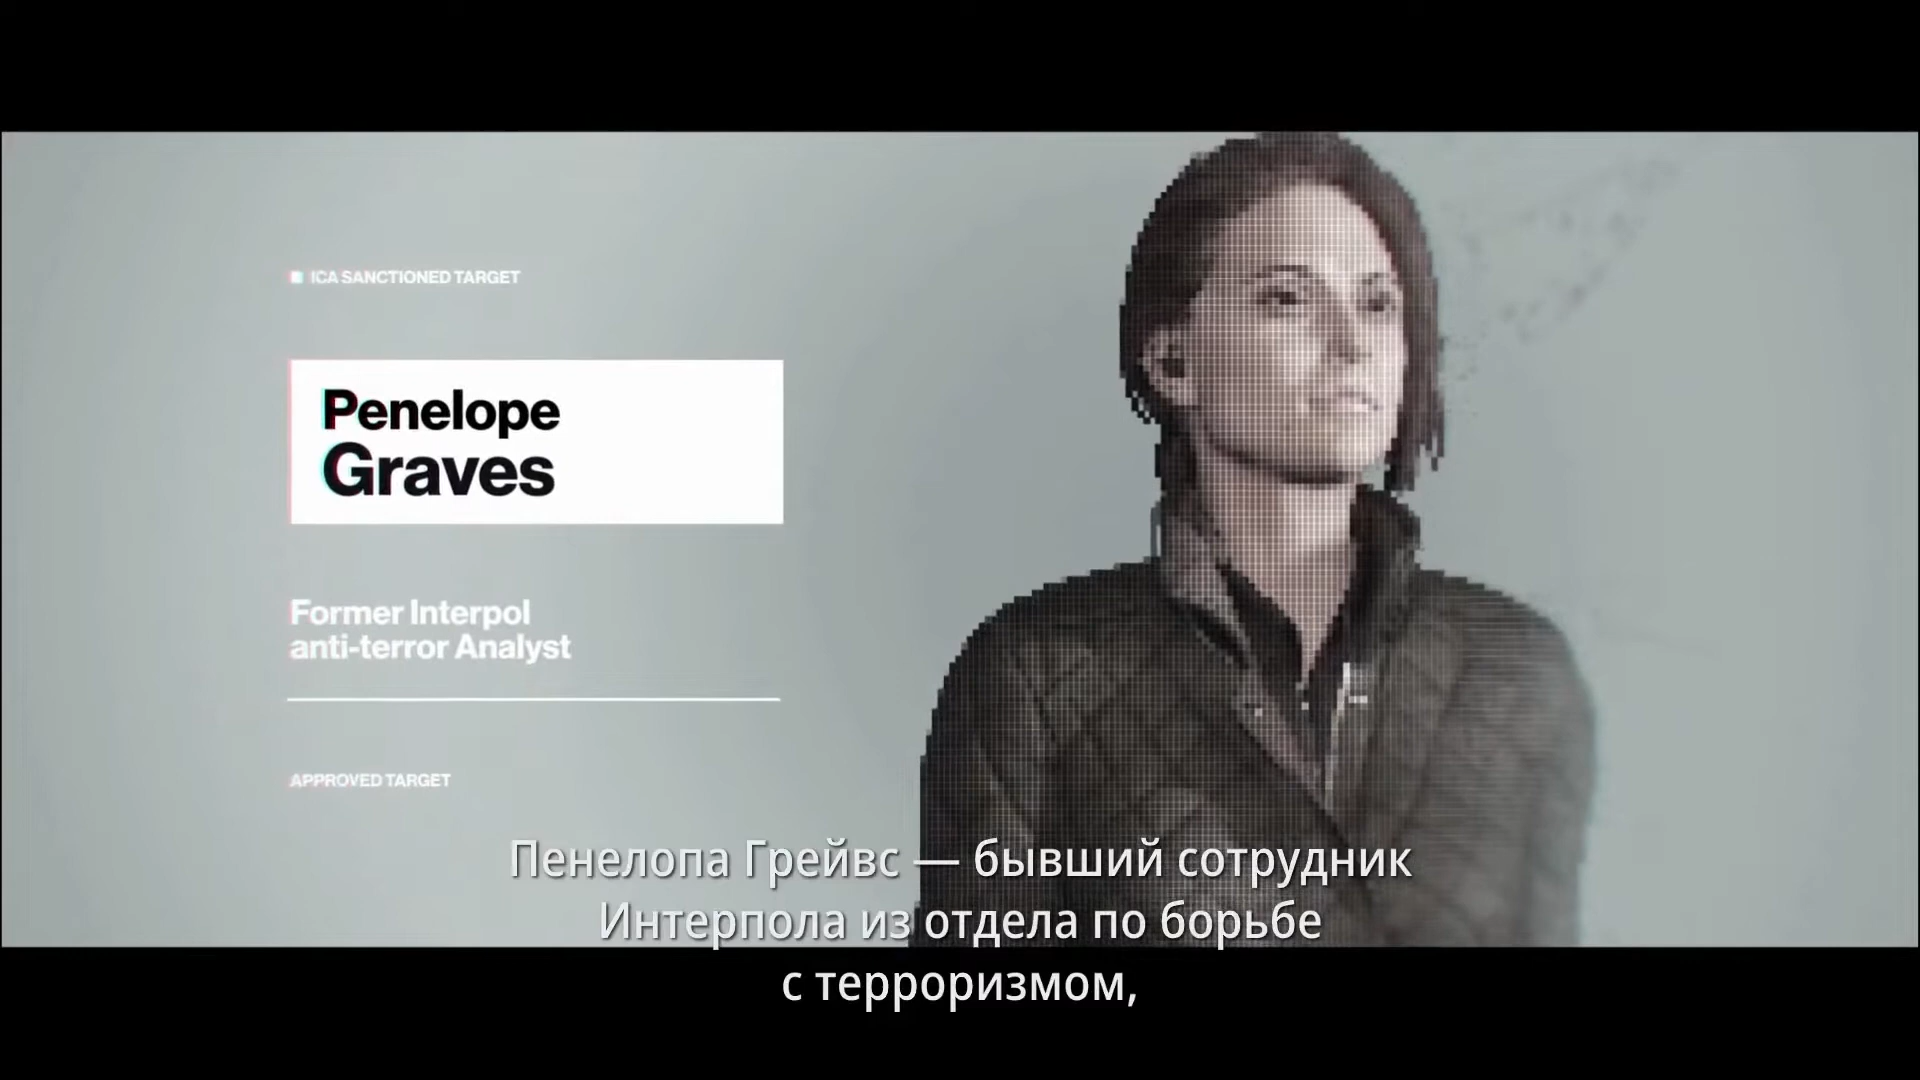 ICA SANCTIONED TARGET
Penelope
Graves
Former Interpol
anti-terror Analyst
APPROVED TARGET
Пенелопа Грейвс — бывший сотрудник
Интерпола из отдела по борьбе
с терроризмом,